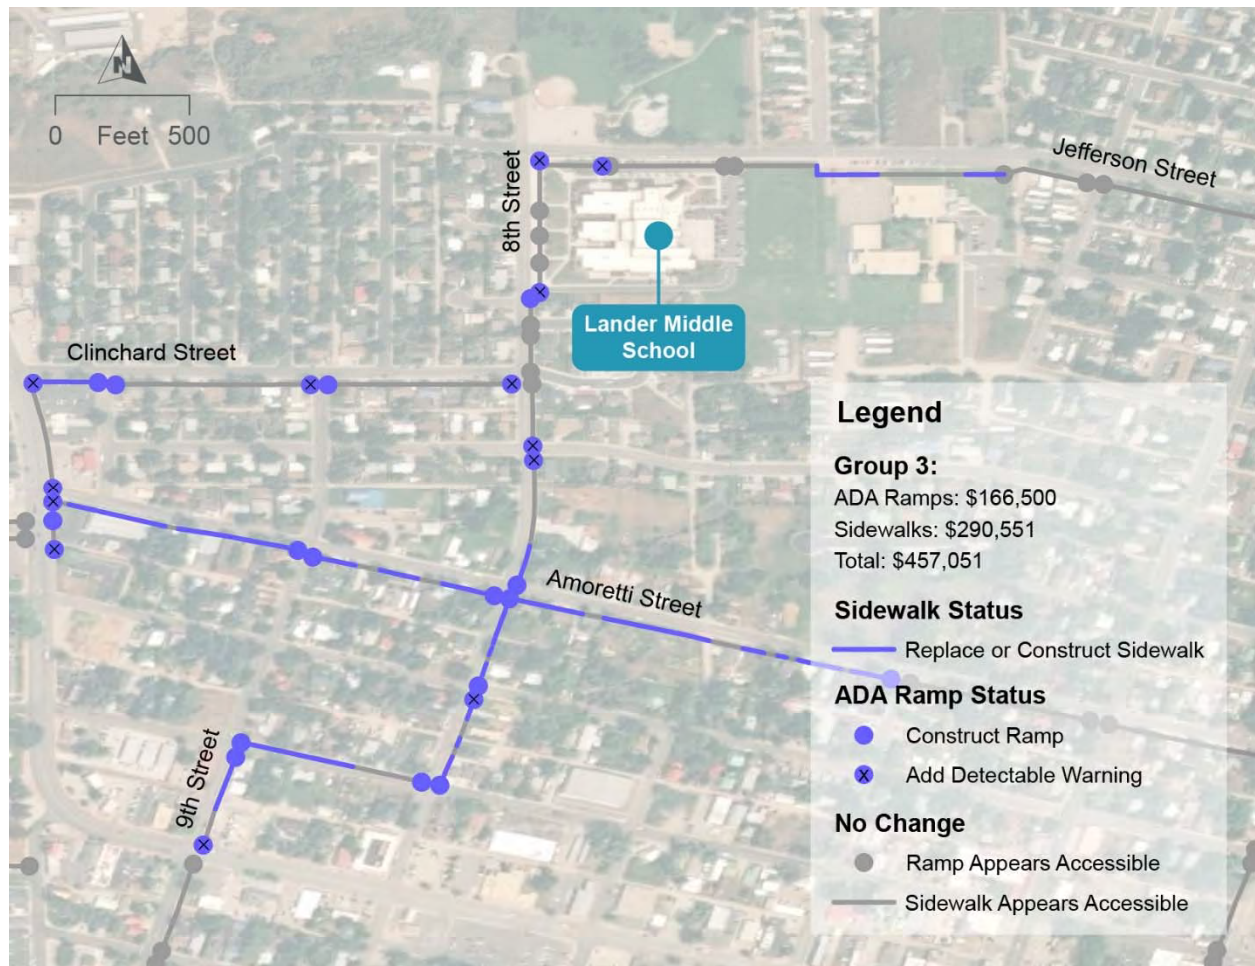 N
0 Feet 500
Jefferson Street
8th Street
Lander Middle
School
Clinchard Street
Amoretti Street
9th Street
Legend
Group 3:
ADA Ramps: $166,500
Sidewalks: $290,551
Total: $457,051
Sidewalk Status
Replace or Construct Sidewalk
ADA Ramp Status
Construct Ramp
Add Detectable Warning
No Change
Ramp Appears Accessible
Sidewalk Appears Accessible